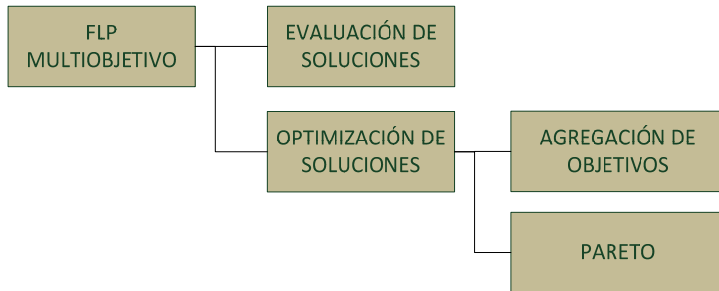 FLP
MULTIOBJETIVO
EVALUACIÓN DE
SOLUCIONES
OPTIMIZACIÓN DE
SOLUCIONES
AGREGACIÓN DE
OBJETIVOS
PARETO